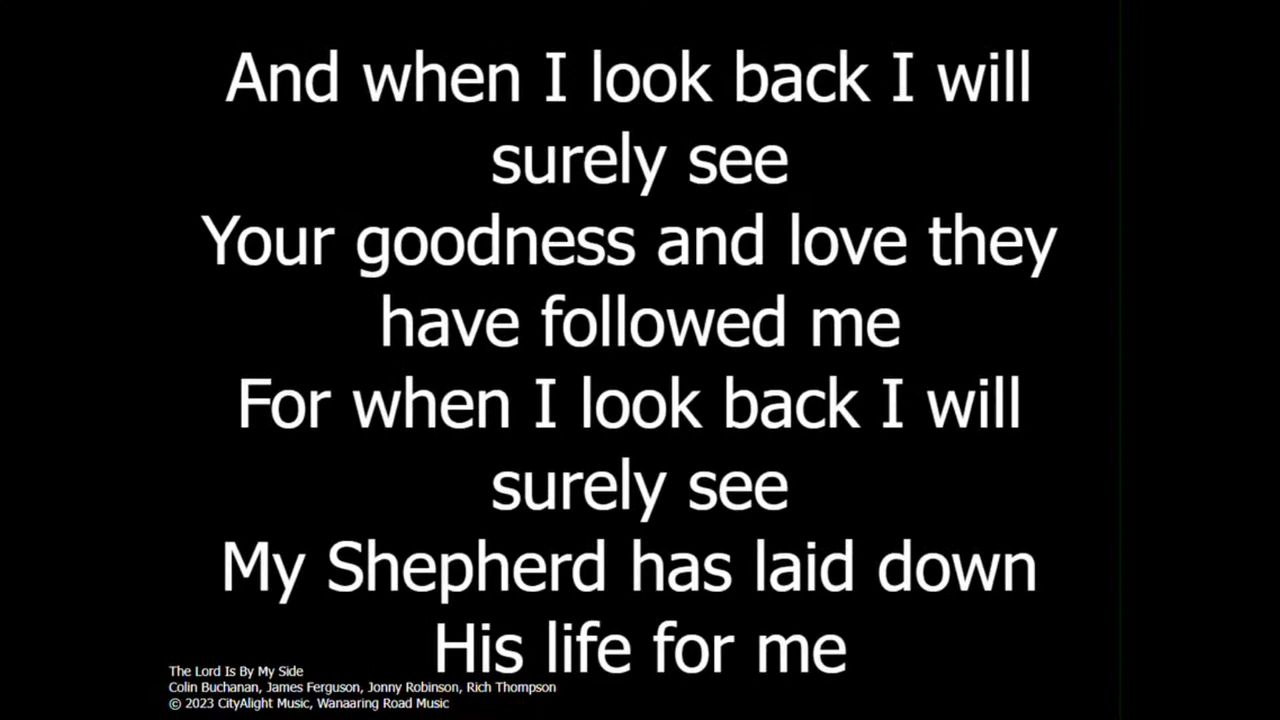 And when I look back I will
surely see
Your goodness and love they
have followed me
For when I look back I will
surely see
My Shepherd has laid down
His life for me
The Lord Is By My Side
Colin Buchanan, James Ferguson, Jonny Robinson, Rich Thompson
© 2023 CityAlight Music, Wanaaring Road Music